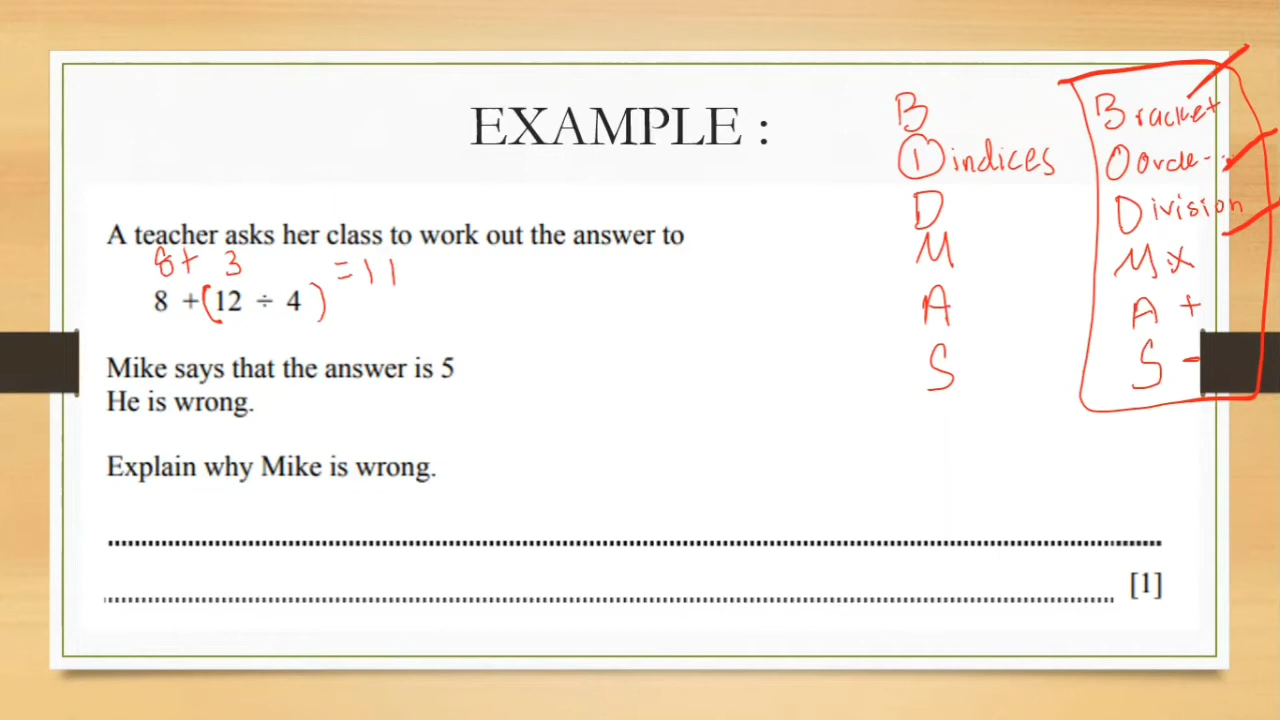 EXAMPLE :
A teacher asks her class to work out the answer to
8 + 3 = 11
8 + (12 ÷ 4)
Mike says that the answer is 5
He is wrong.
Explain why Mike is wrong.
[1]
B
I indices
D
M
A
S
Bracket
O
Division
M ×
A +
S -